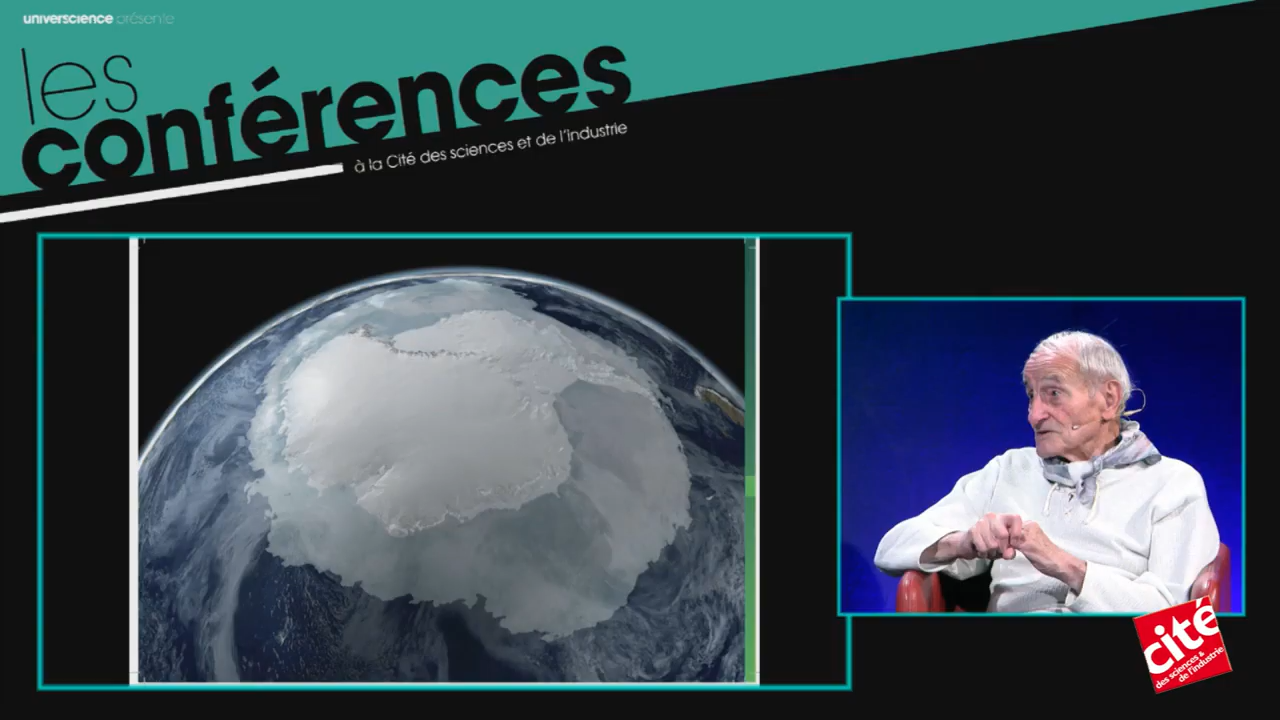 universcience présente
les
conférences
à la Cité des sciences et de l'industrie
cité
des sciences &
de l'industrie